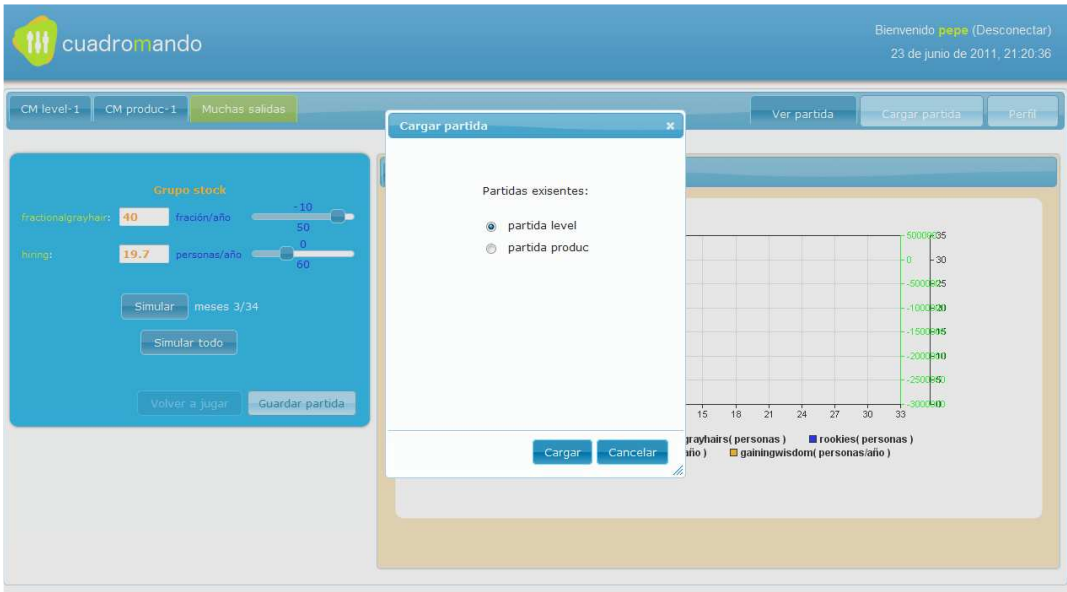 cuadromando
Bienvenido pepe (Desconectar)
23 de junio de 2011, 21:20:36
CM level-1
CM produc-1
Muchas salidas
Ver partida
Cargar partida
Perfil
Grupo stock
fractionalgrayhair:
40
fración/año
-10
50
hiring:
19.7
personas/año
0
60
Simular
meses 3/34
Simular todo
Volver a jugar
Guardar partida
Cargar partida
x
Partidas exisentes:
partida level
partida produc
Cargar
Cancelar
35
0
30
25
20
15
10
5
0
15 18 21 24 27 30 33
grayhairs( personas )
rookies( personas )
año )
gainingwisdom( personas/año )